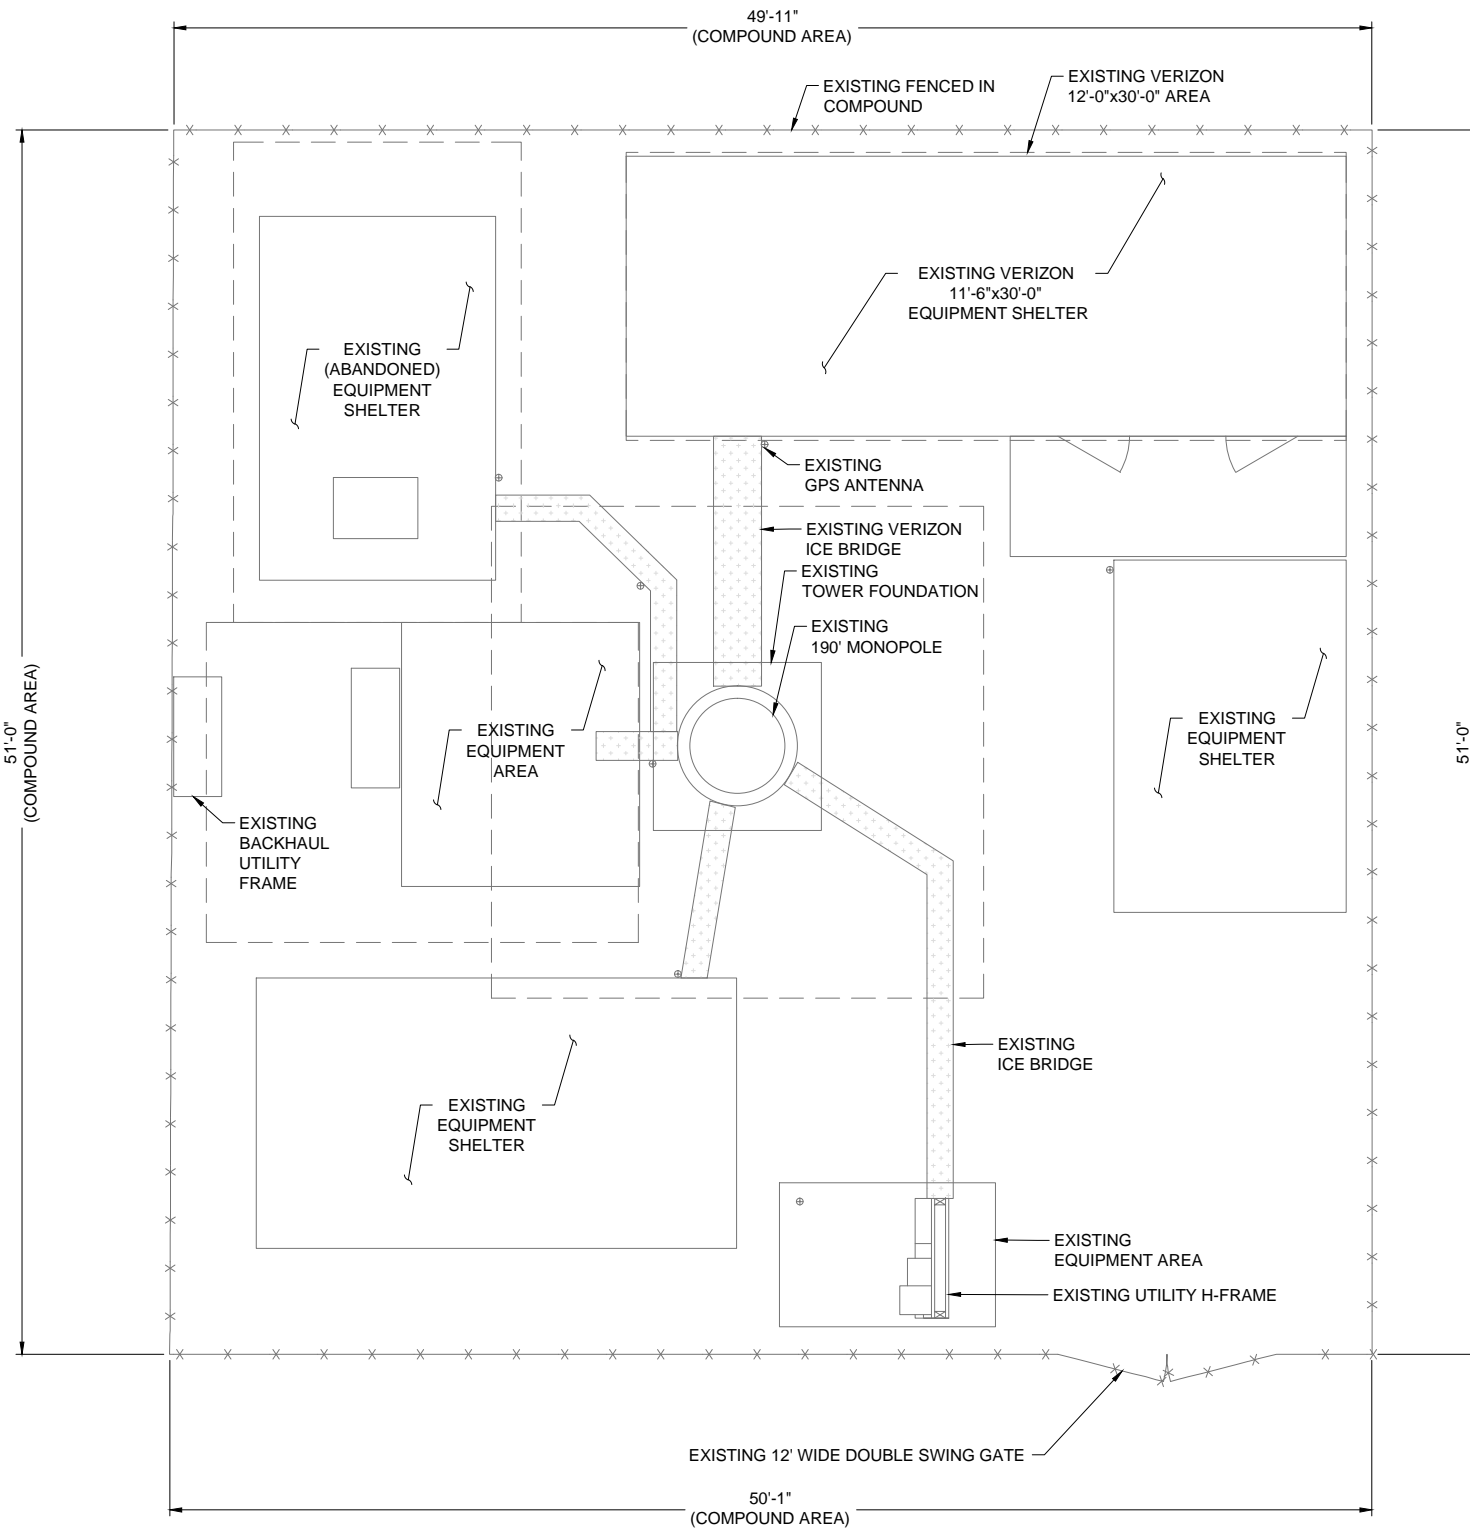 49'-11"
(COMPOUND AREA)
EXISTING FENCED IN
COMPOUND
EXISTING VERIZON
12'-0"x30'-0" AREA
EXISTING VERIZON
11'-6"x30'-0"
EQUIPMENT SHELTER
EXISTING
(ABANDONED)
EQUIPMENT
SHELTER
EXISTING
GPS ANTENNA
EXISTING VERIZON
ICE BRIDGE
EXISTING
TOWER FOUNDATION
EXISTING
190' MONOPOLE
51'-0"
(COMPOUND AREA)
EXISTING
EQUIPMENT
AREA
EXISTING
EQUIPMENT
SHELTER
51'-0"
EXISTING
BACKHAUL
UTILITY
FRAME
EXISTING
ICE BRIDGE
EXISTING
EQUIPMENT
SHELTER
EXISTING
EQUIPMENT AREA
EXISTING UTILITY H-FRAME
EXISTING 12' WIDE DOUBLE SWING GATE
50'-1"
(COMPOUND AREA)